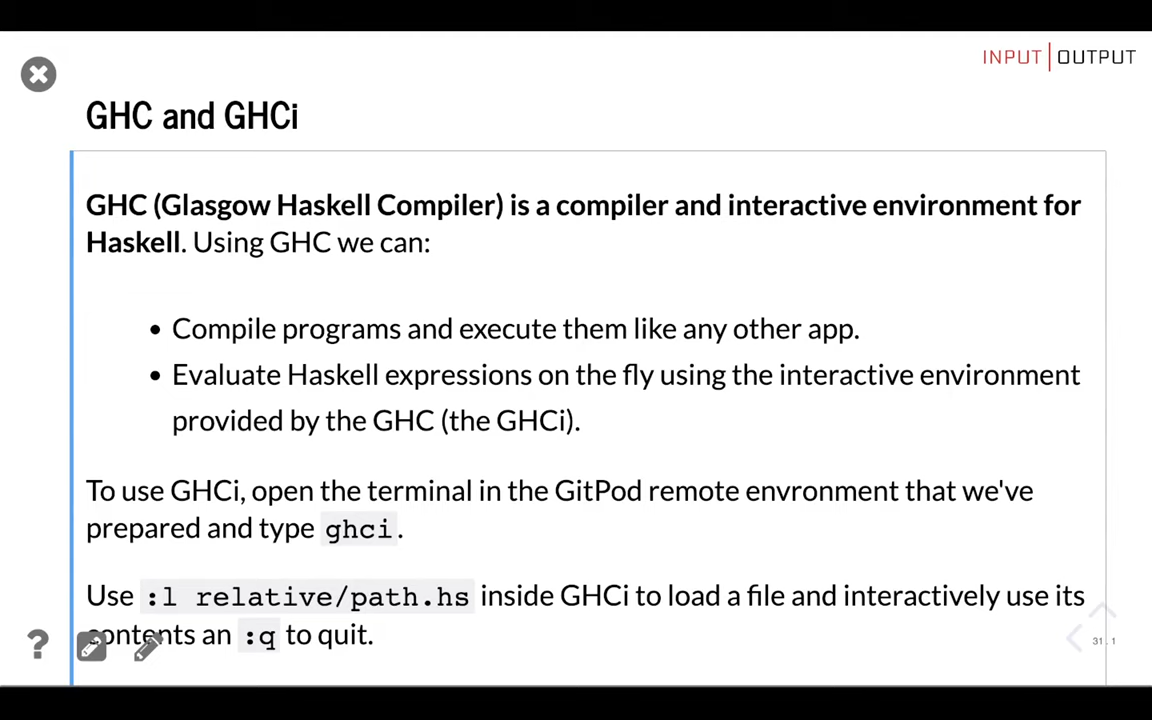 INPUT|OUTPUT
GHC and GHCi
GHC (Glasgow Haskell Compiler) is a compiler and interactive environment for
Haskell. Using GHC we can:
• Compile programs and execute them like any other app.
• Evaluate Haskell expressions on the fly using the interactive environment
provided by the GHC (the GHCi).
To use GHCi, open the terminal in the GitPod remote envronment that we've
prepared and type ghci.
Use :l relative/path.hs inside GHCi to load a file and interactively use its
contents an :q to quit.
?
31.1